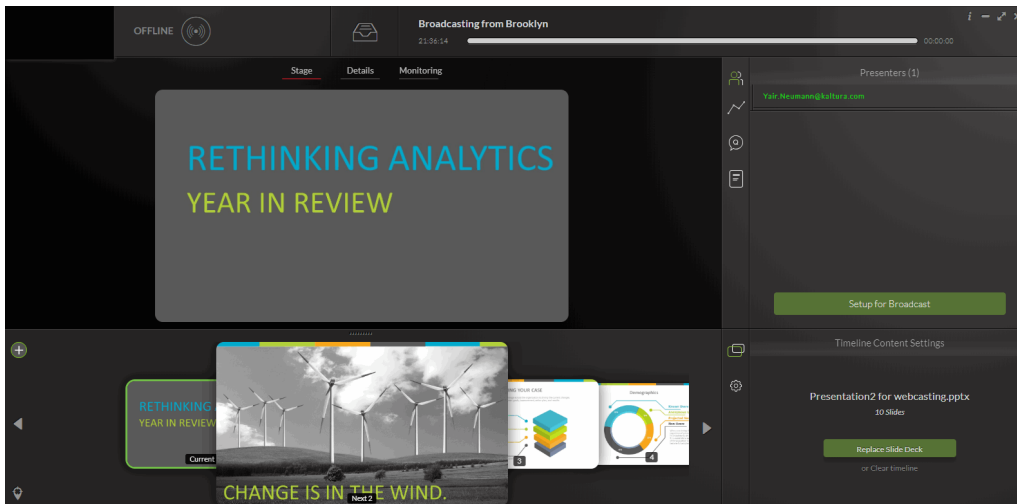 OFFLINE
Broadcasting from Brooklyn
21:36:14
00:00:00
Stage
Details
Monitoring
Presenters (1)
Yair.Neumann@kaltura.com
RETHINKING ANALYTICS
YEAR IN REVIEW
Setup for Broadcast
Timeline Content Settings
Presentation2 for webcasting.pptx
10 Slides
Replace Slide Deck
or Clear timeline
RETHINKING
YEAR IN REVIEW
Current
CHANGE IS IN THE WIND.
Next 2
YOUR CASE
3
Demographics
4